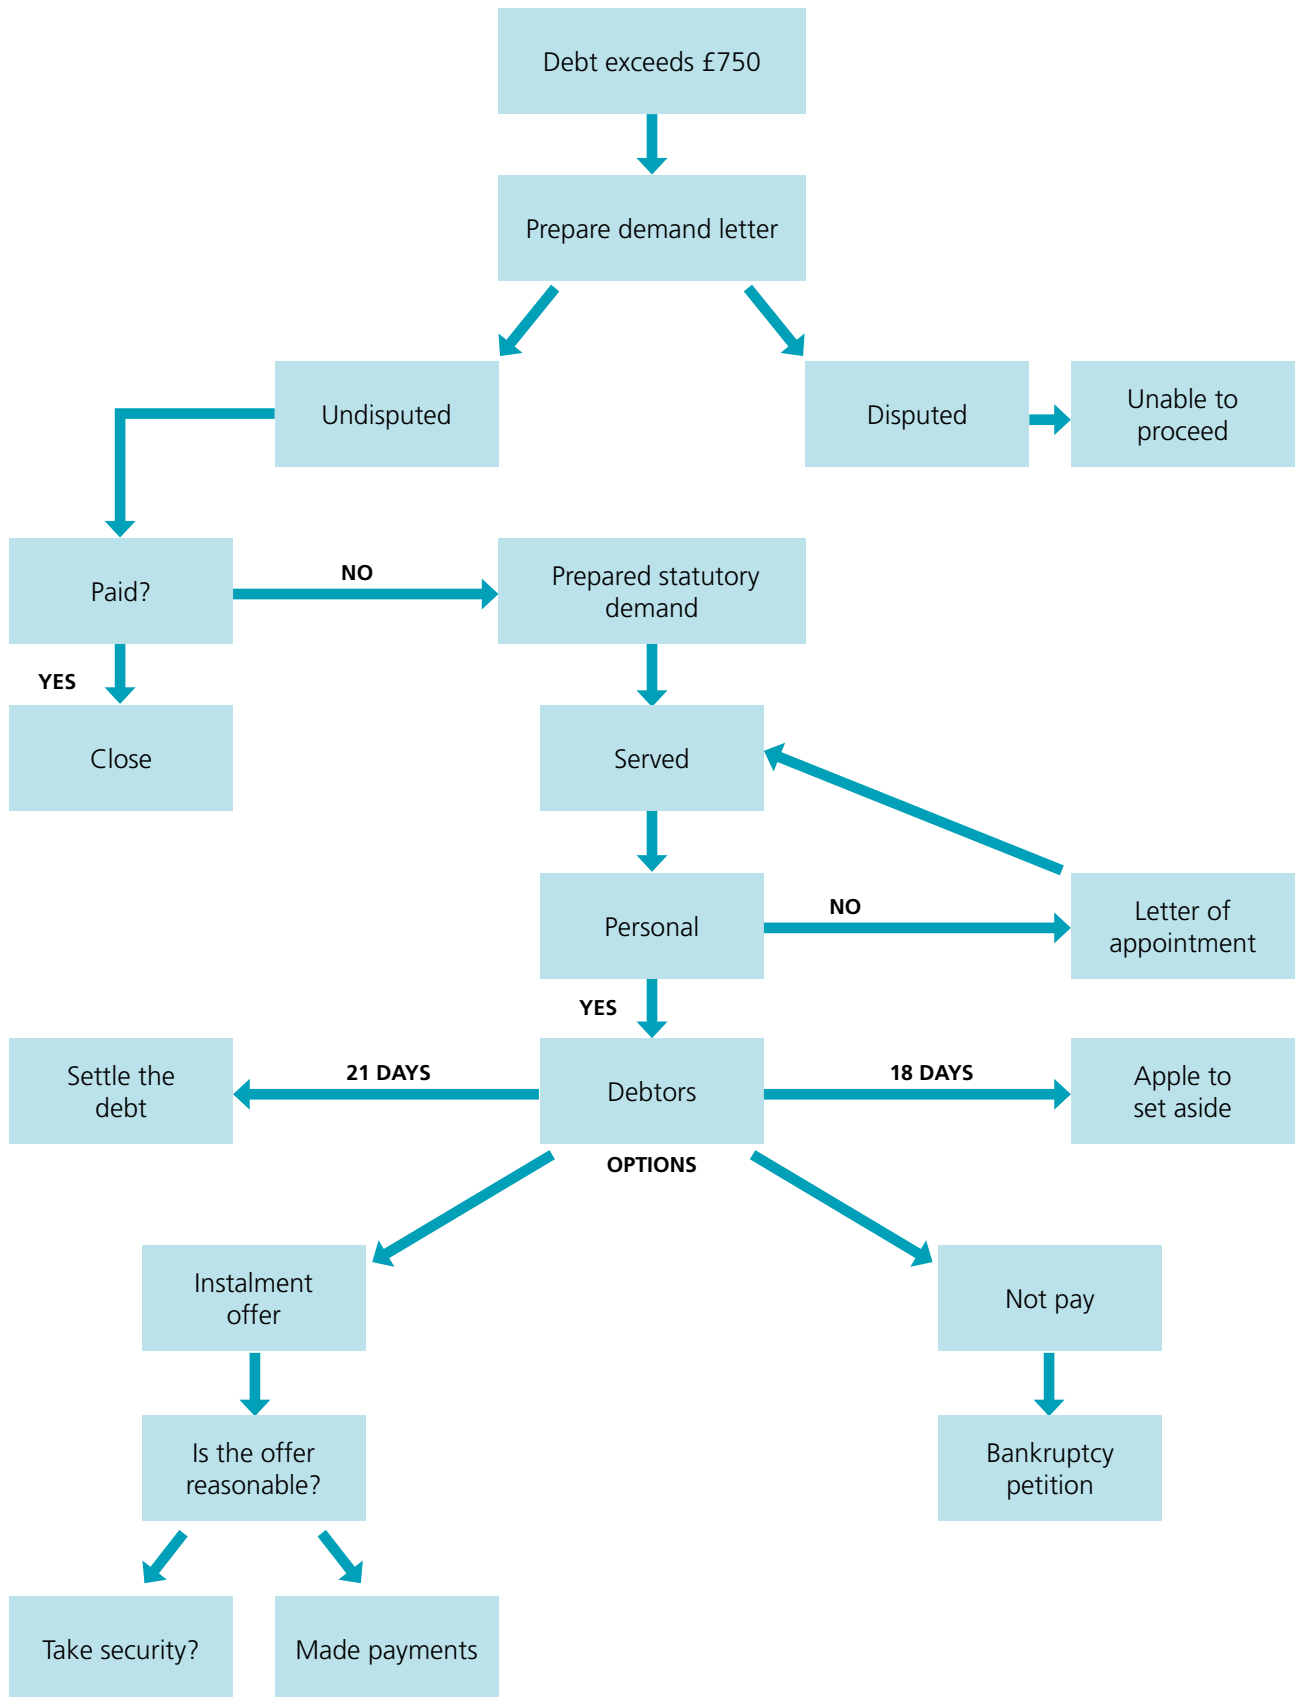 Debt exceeds £750
Prepare demand letter
Undisputed
Disputed
Unable to
proceed
Paid?
NO
Prepared statutory
demand
YES
Close
Served
Personal
NO
Letter of
appointment
YES
Settle the
debt
21 DAYS
Debtors
18 DAYS
Apple to
set aside
OPTIONS
Instalment
offer
Not pay
Is the offer
reasonable?
Bankruptcy
petition
Take security?
Made payments